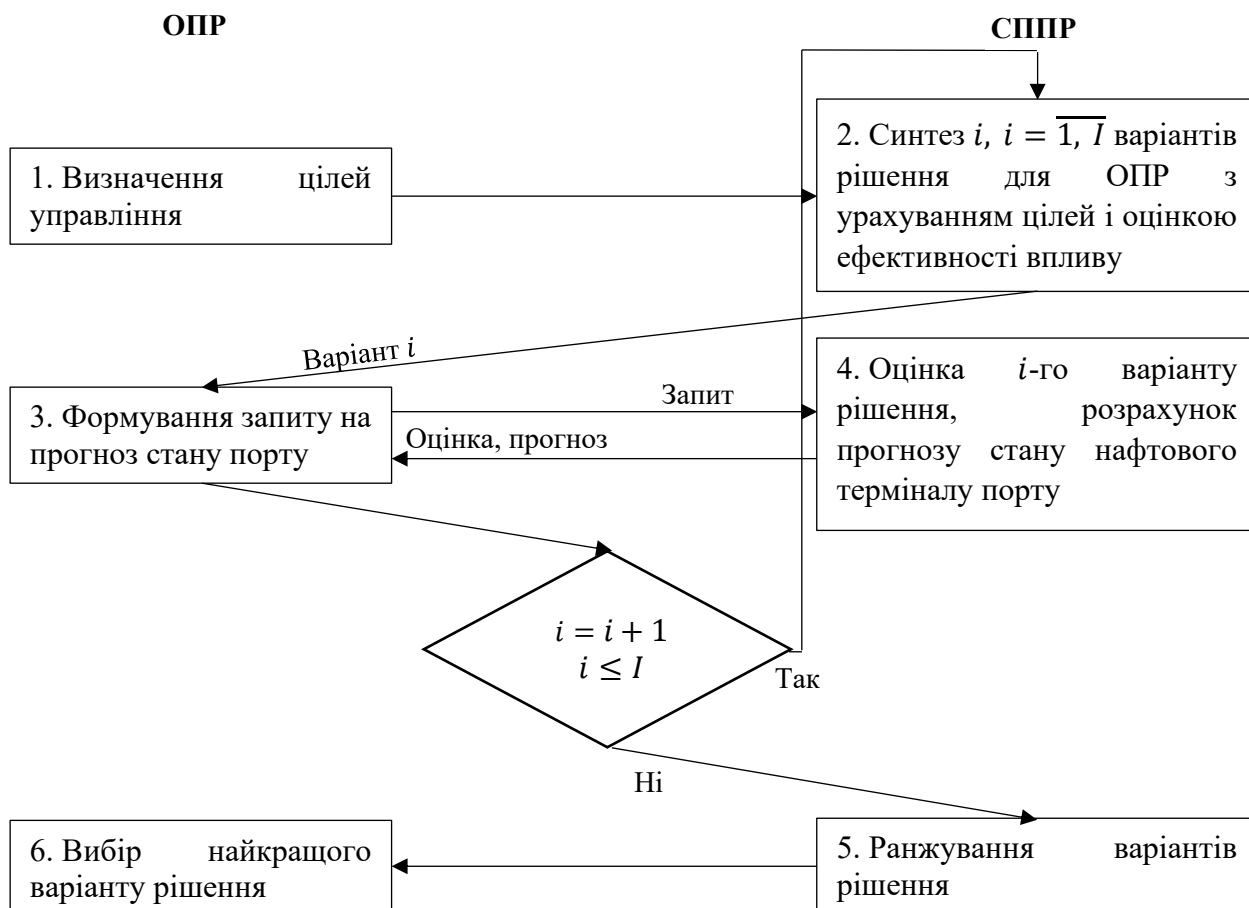 ОПР
СППР
1. Визначення цілей
управління
2. Синтез i, i = \overline{1, I} варіантів
рішення для ОПР з
урахуванням цілей і оцінкою
ефективності впливу
Варіант i
3. Формування запиту на
прогноз стану порту
Запит
Оцінка, прогноз
4. Оцінка i-го варіанту
рішення, розрахунок
прогнозу стану нафтового
терміналу порту
i = i + 1
i ≤ I
Так
Ні
6. Вибір найкращого
варіанту рішення
5. Ранжування варіантів
рішення